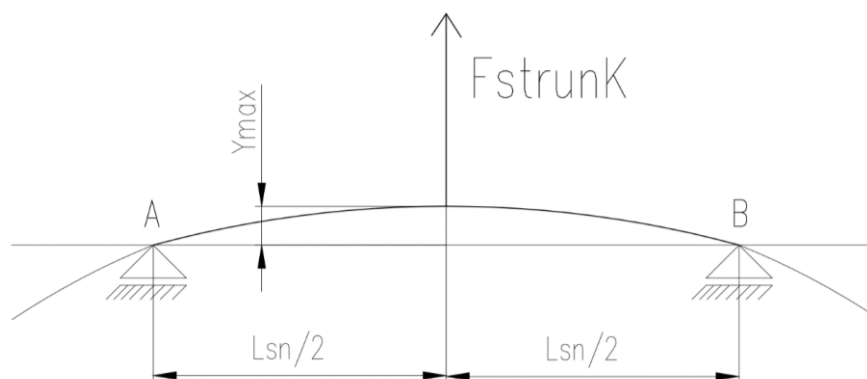 FstrunK
Ymax
A
B
Lsn/2
Lsn/2